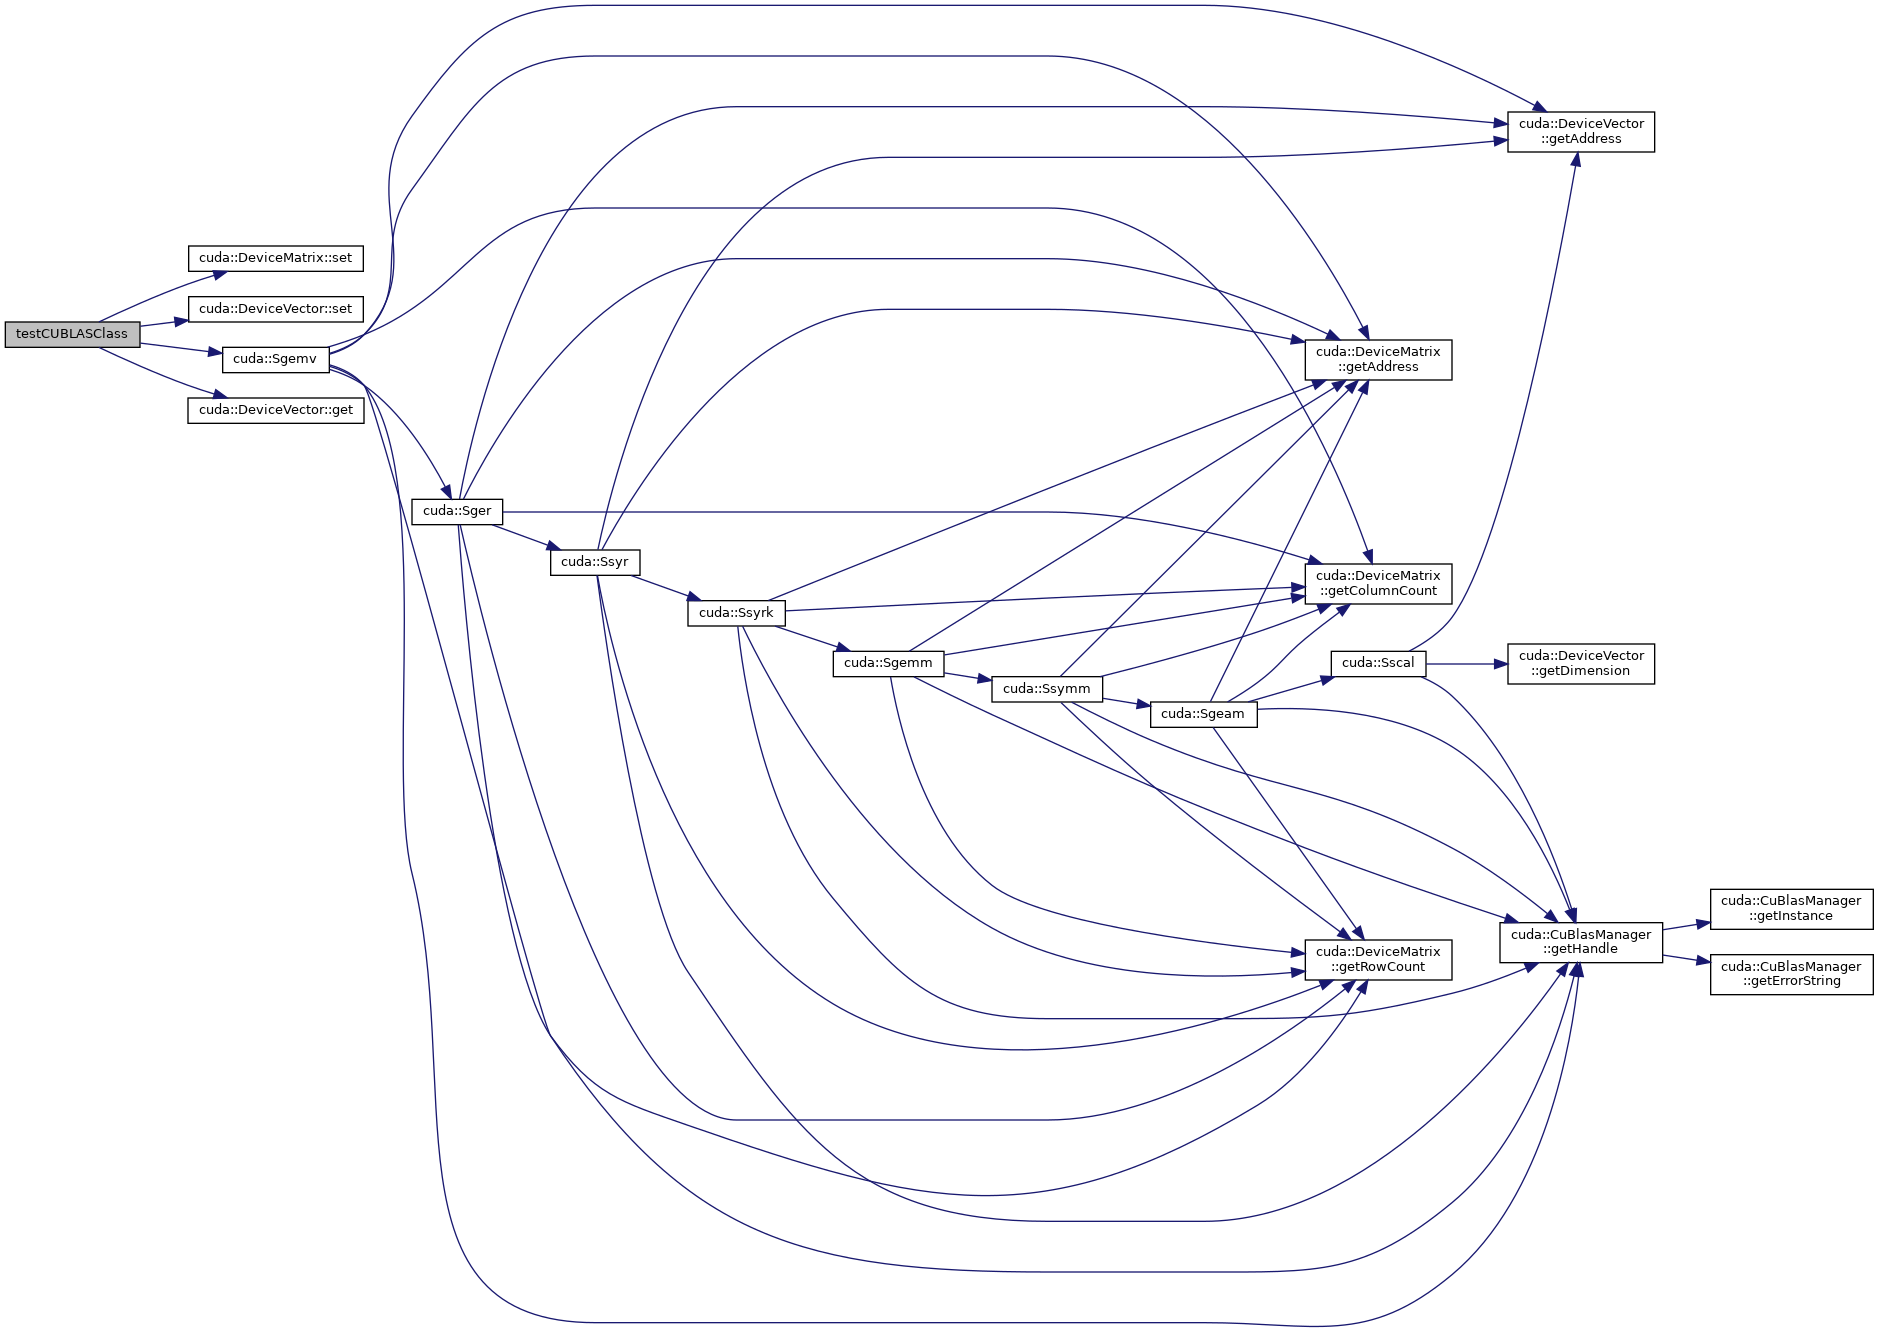 testCUBLASClass
cuda::DeviceMatrix::set
cuda::DeviceVector::set
cuda::Sgemv
cuda::DeviceVector::get
cuda::Sger
cuda::Ssyr
cuda::Ssyrk
cuda::Sgemm
cuda::Ssymm
cuda::Sgeam
cuda::Sscal
cuda::DeviceVector
::getAddress
cuda::DeviceMatrix
::getAddress
cuda::DeviceMatrix
::getColumnCount
cuda::DeviceVector
::getDimension
cuda::DeviceMatrix
::getRowCount
cuda::CuBlasManager
::getHandle
cuda::CuBlasManager
::getInstance
cuda::CuBlasManager
::getErrorString